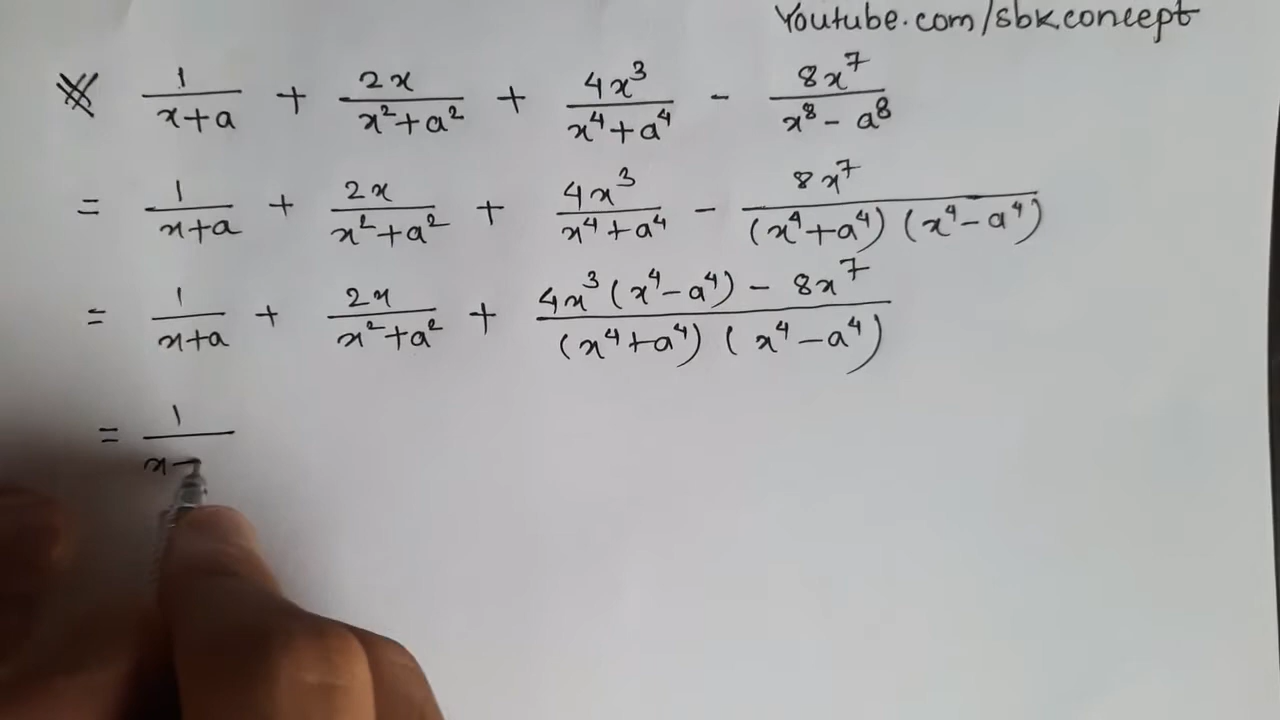 Youtube.com/sbkconcept
※ 1/(x+a) + 2x/(x²+a²) + 4x³/(x⁴+a⁴) - 8x⁷/(x⁸-a⁸)
= 1/(x+a) + 2x/(x²+a²) + 4x³/(x⁴+a⁴) - 8x⁷/((x⁴+a⁴)(x⁴-a⁴))
= 1/(x+a) + 2x/(x²+a²) + (4x³(x⁴-a⁴) - 8x⁷)/((x⁴+a⁴)(x⁴-a⁴))
= 1/(x